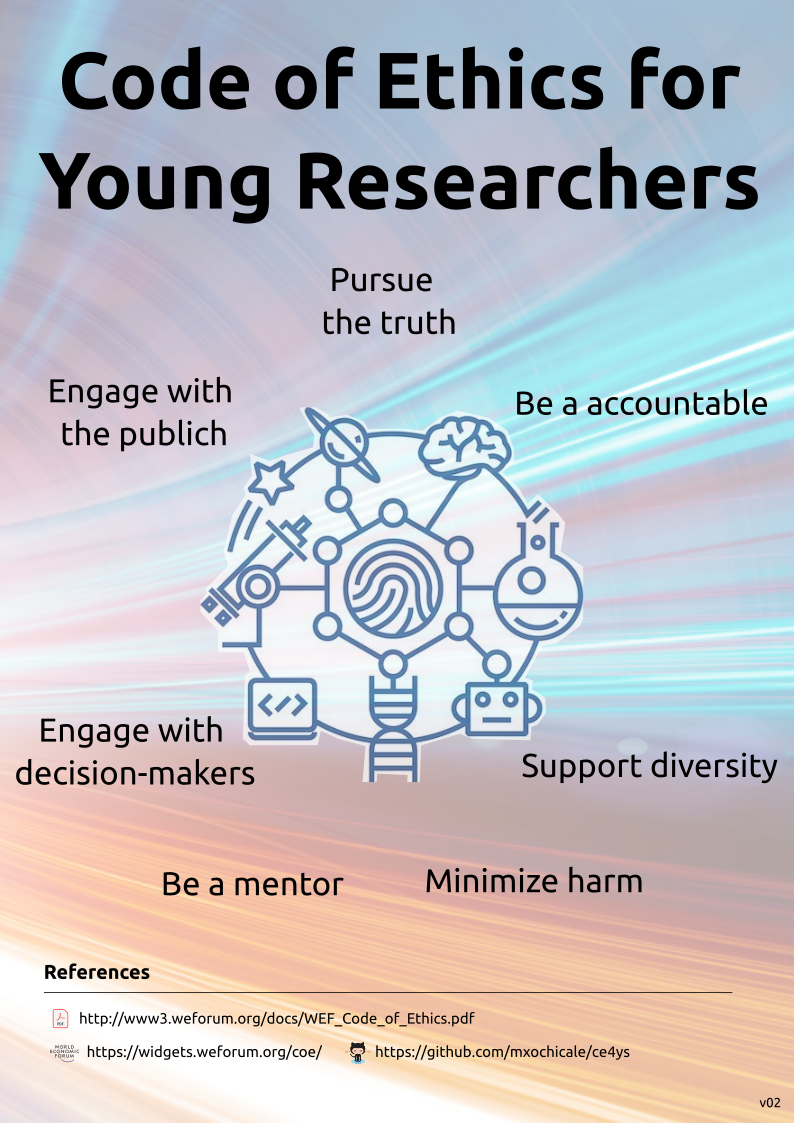 Code of Ethics for
Young Researchers
Pursue
the truth
Engage with
the publich
Be a accountable
</>
Engage with
decision-makers
Support diversity
Be a mentor
Minimize harm
References
PDF
http://www3.weforum.org/docs/WEF_Code_of_Ethics.pdf
WORLD
ECONOMIC
FORUM
https://widgets.weforum.org/coe/
https://github.com/mxochicale/ce4ys
v02